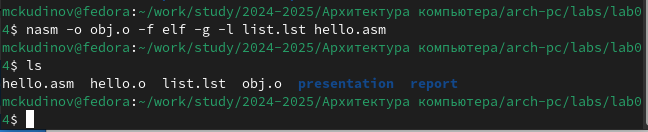 mckudinov@fedora:~/work/study/2024-2025/Архитектура компьютера/arch-pc/labs/lab0
4$ nasm -o obj.o -f elf -g -l list.lst hello.asm
mckudinov@fedora:~/work/study/2024-2025/Архитектура компьютера/arch-pc/labs/lab0
4$ ls
hello.asm  hello.o  list.lst  obj.o  presentation  report
mckudinov@fedora:~/work/study/2024-2025/Архитектура компьютера/arch-pc/labs/lab0
4$